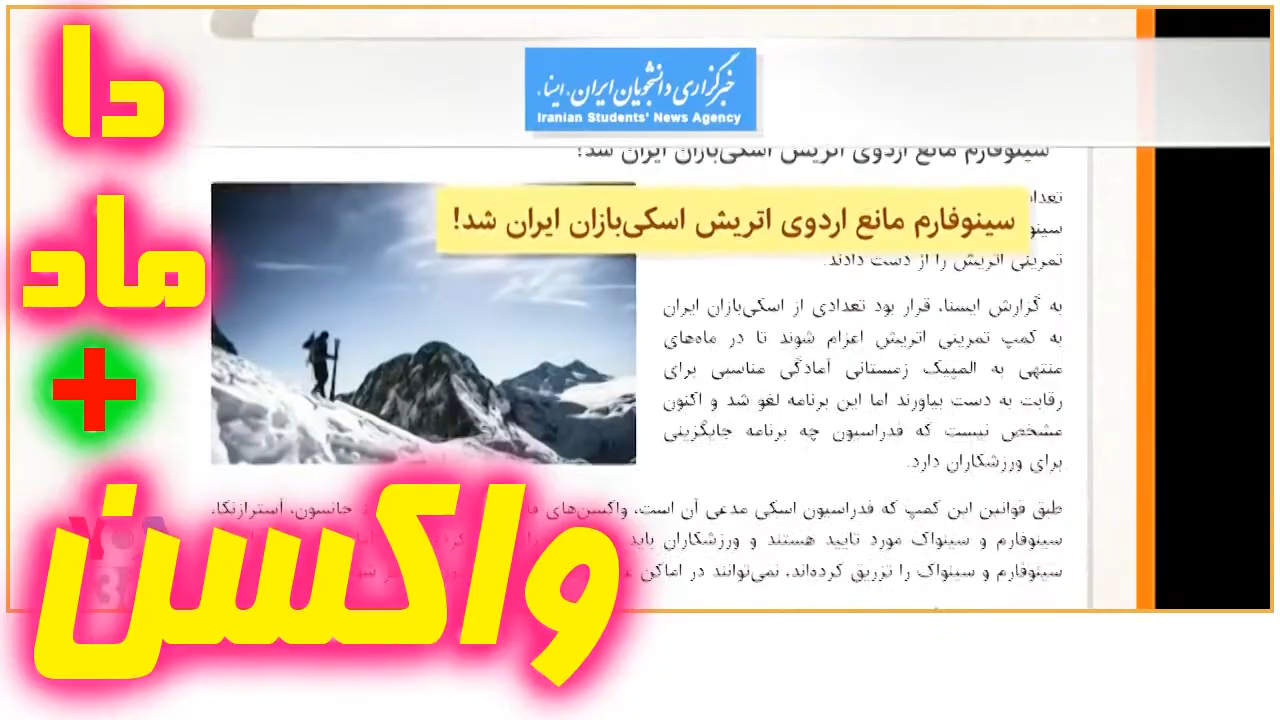 خبرگزاری دانشجویان ایران، ایسنا،
Iranian Students' News Agency
سینوفارم مانع اردوی اتریش اسکی‌بازان ایران شد!
سینوفارم مانع اردوی اتریش اسکی‌بازان ایران شد!
تمرینی اتریش را از دست دادند.
به گزارش ایسنا، قرار بود تعدادی از اسکی‌بازان ایران
به کمپ تمرینی اتریش اعزام شوند تا در ماه‌های
منتهی به المپیک زمستانی آمادگی مناسبی برای
رقابت به دست بیاورند اما این برنامه لغو شد و اکنون
مشخص نیست که فدراسیون چه برنامه جایگزینی
برای ورزشکاران دارد.
طبق قوانین این کمپ که فدراسیون اسکی مدعی آن است، واکسن‌های جانسون، آسترازنکا،
سینوفارم و سینواک مورد تایید هستند و ورزشکاران باید
سینوفارم و سینواک را تزریق کرده‌اند، نمی‌توانند در اماکن
دا
ماد
+
واکسن